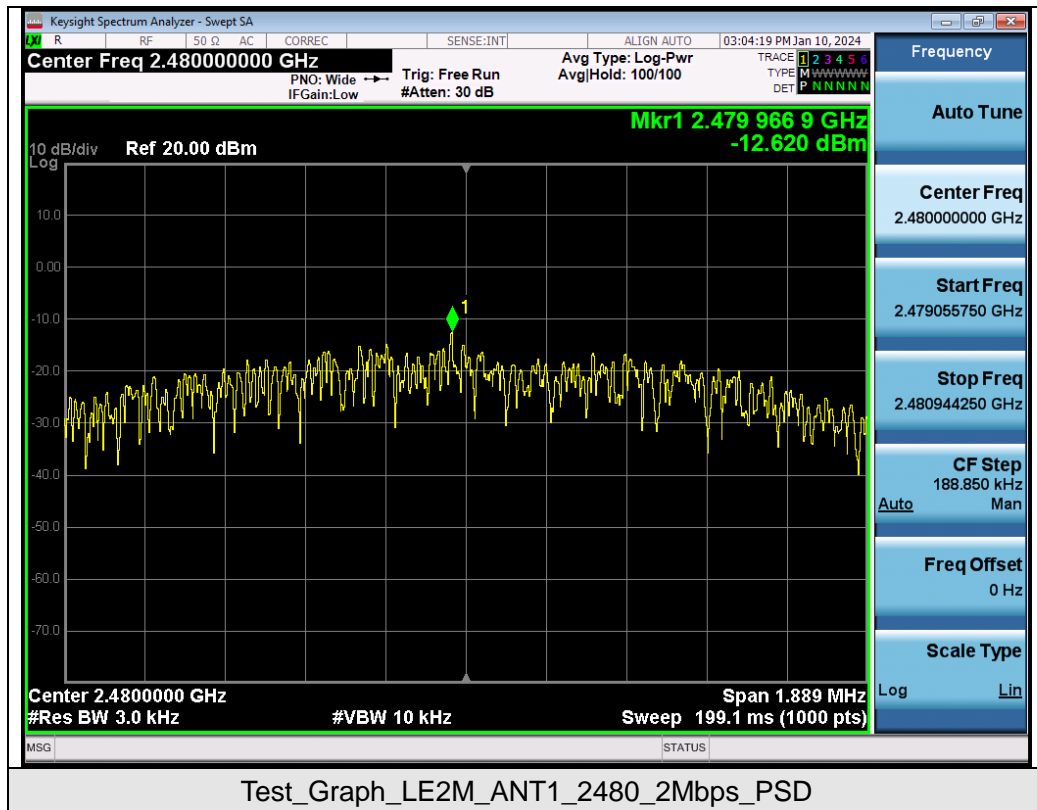 Keysight Spectrum Analyzer - Swept SA
LXI R RF 50 Ω AC CORREC SENSE:INT ALIGN AUTO 03:04:19 PM Jan 10, 2024
Center Freq 2.480000000 GHz
PNO: Wide
IFGain:Low
Trig: Free Run
#Atten: 30 dB
Avg Type: Log-Pwr
Avg|Hold: 100/100
TRACE 1 2 3 4 5 6
TYPE M WWWWW
DET P N N N N N
Mkr1 2.479 966 9 GHz
-12.620 dBm
10 dB/div Ref 20.00 dBm
Log
10.0
0.00
-10.0
-20.0
-30.0
-40.0
-50.0
-60.0
-70.0
1
Center 2.4800000 GHz Span 1.889 MHz
#Res BW 3.0 kHz #VBW 10 kHz Sweep 199.1 ms (1000 pts)
MSG STATUS
Frequency
Auto Tune
Center Freq
2.480000000 GHz
Start Freq
2.479055750 GHz
Stop Freq
2.480944250 GHz
CF Step
188.850 kHz
Auto Man
Freq Offset
0 Hz
Scale Type
Log Lin
Test_Graph_LE2M_ANT1_2480_2Mbps_PSD